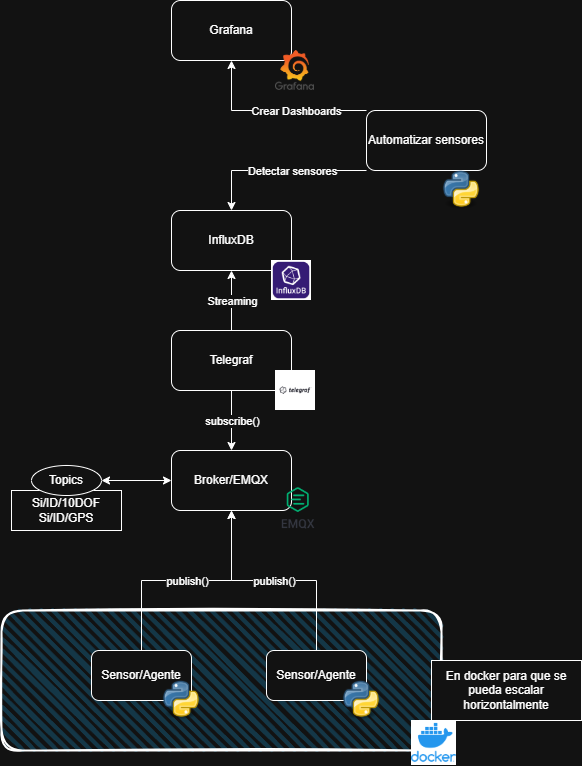 Grafana
Grafana
Crear Dashboards
Automatizar sensores
Detectar sensores
InfluxDB
InfluxDB
Streaming
Telegraf
telegraf
subscribe()
Broker/EMQX
EMQX
Topics
Si/ID/10DOF
Si/ID/GPS
publish()
publish()
Sensor/Agente
Sensor/Agente
En docker para que se
pueda escalar
horizontalmente
docker